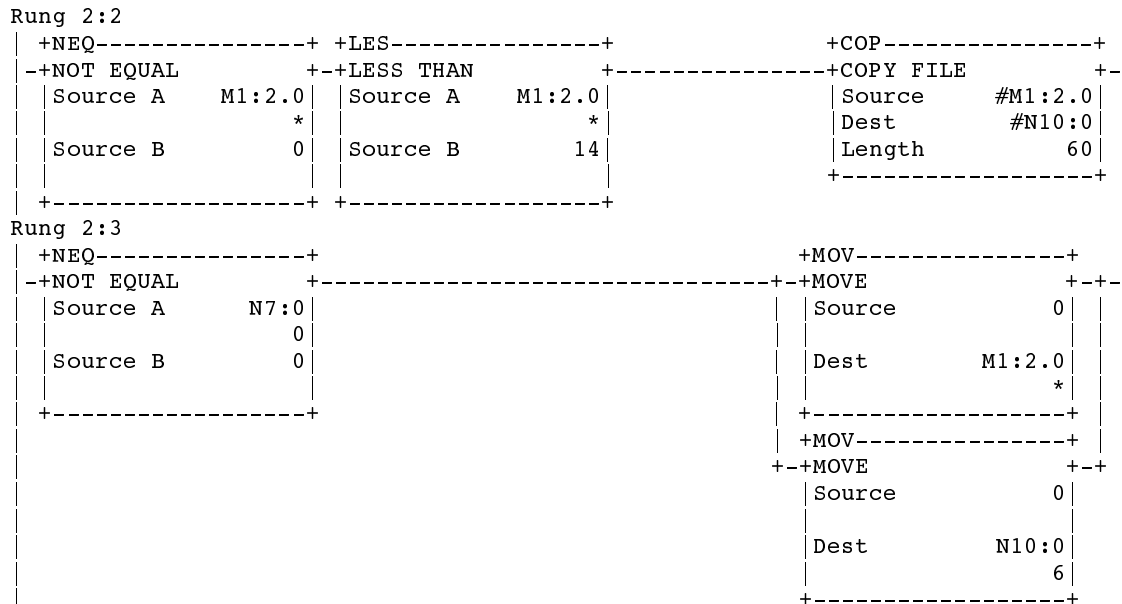 Rung 2:2
+NEQ---------------+ +LES---------------+ +COP---------------+
-+NOT EQUAL +-+LESS THAN +---------------+COPY FILE +-
|Source A M1:2.0| |Source A M1:2.0| |Source #M1:2.0|
| *| | *| |Dest #N10:0|
|Source B 0| |Source B 14| |Length 60|
| | | | +------------------+
+------------------+ +------------------+
Rung 2:3
+NEQ---------------+ +MOV---------------+
-+NOT EQUAL +--------------------------------+-+MOVE +-+-
|Source A N7:0| | |Source 0| |
| 0| | | | |
|Source B 0| | |Dest M1:2.0| |
| | | | *| |
+------------------+ | +------------------+ |
| +MOV---------------+ |
+-+MOVE +-+
|Source 0|
| |
|Dest N10:0|
| 6|
+------------------+